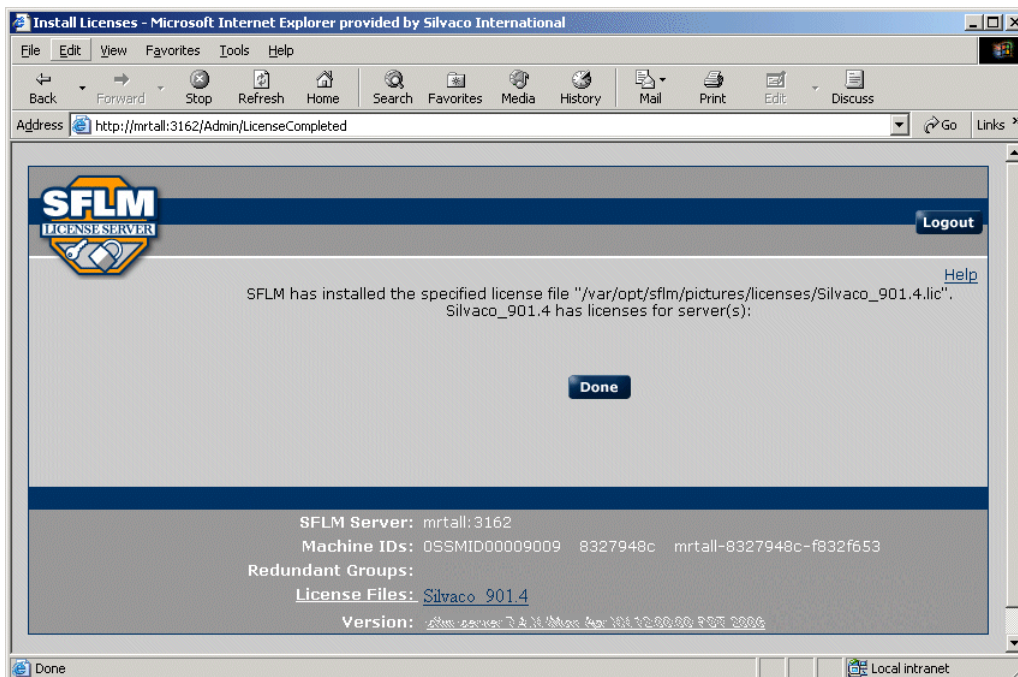 Install Licenses - Microsoft Internet Explorer provided by Silvaco International
File Edit View Favorites Tools Help
Back Forward Stop Refresh Home Search Favorites Media History Mail Print Edit Discuss
Address http://mrtall:3162/Admin/LicenseCompleted Go Links »
SFLM
LICENSE SERVER
Logout
Help
SFLM has installed the specified license file "/var/opt/sflm/pictures/licenses/Silvaco_901.4.lic".
Silvaco_901.4 has licenses for server(s):
Done
SFLM Server: mrtall:3162
Machine IDs: 0SSMID00009009 8327948c mrtall-8327948c-f832f653
Redundant Groups:
License Files: Silvaco_901.4
Version:
Done Local intranet